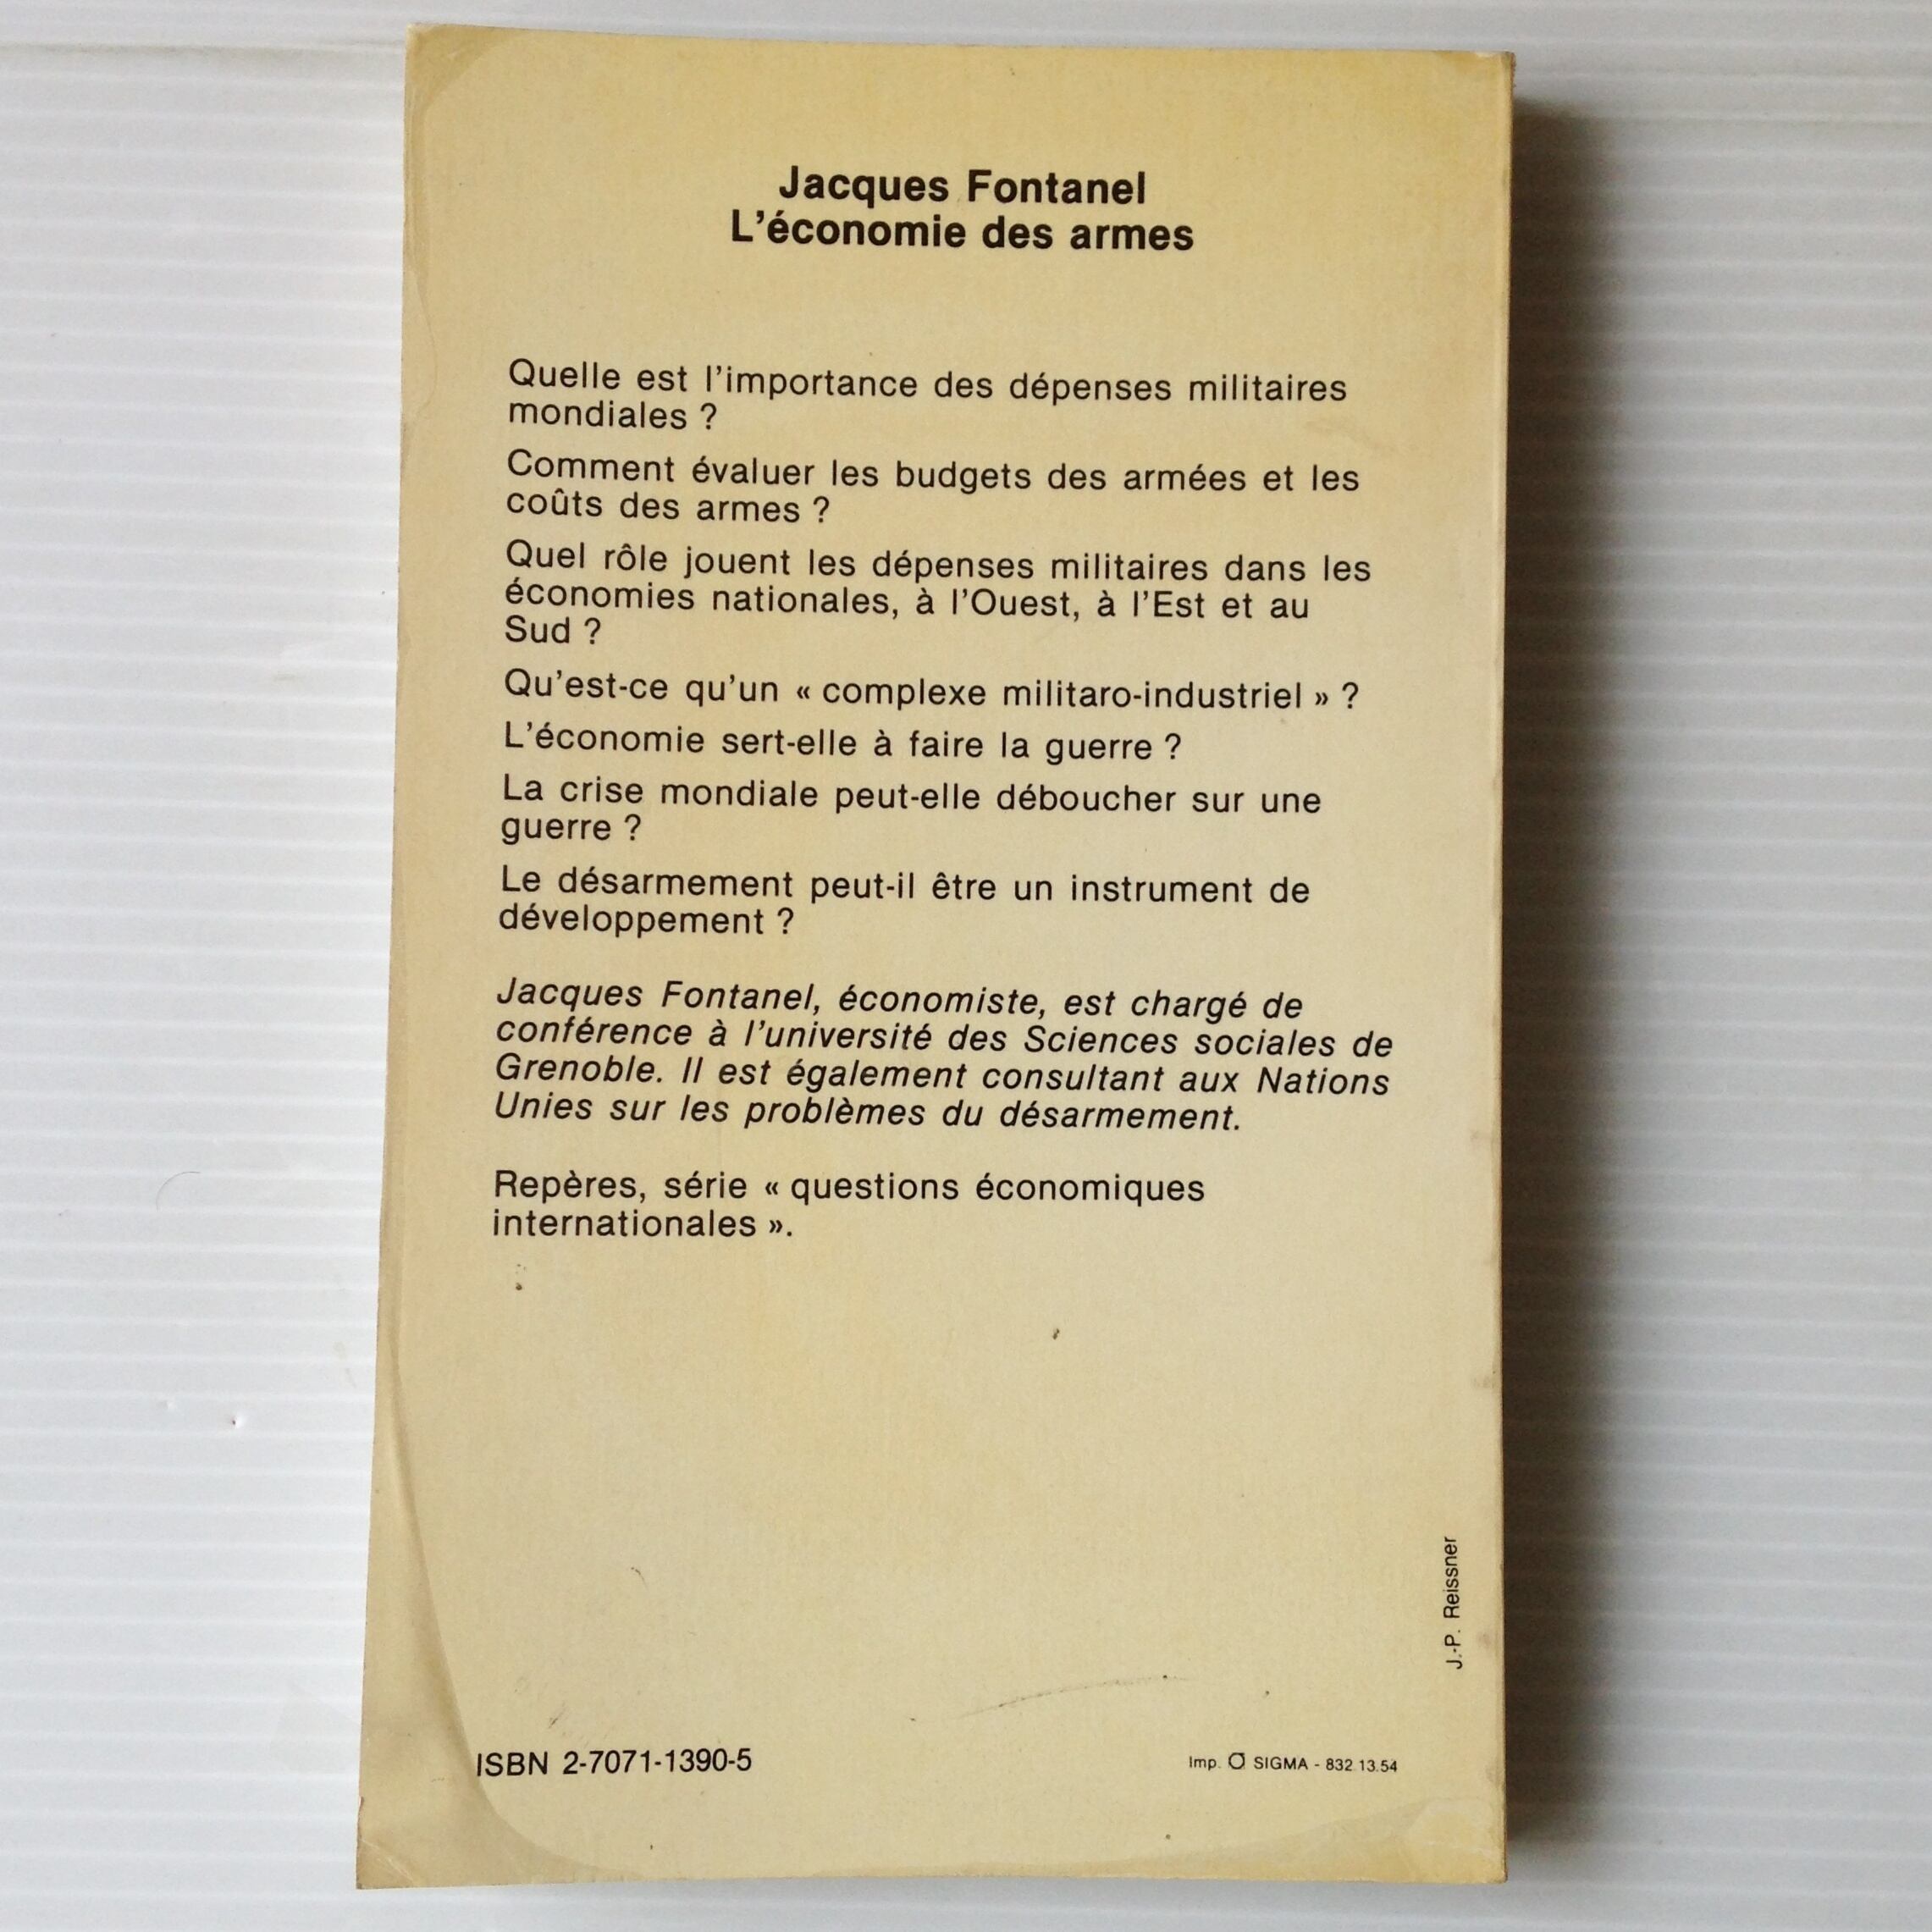 Jacques Fontanel
L'économie des armes
Quelle est l'importance des dépenses militaires
mondiales ?
Comment évaluer les budgets des armées et les
coûts des armes ?
Quel rôle jouent les dépenses militaires dans les
économies nationales, à l'Ouest, à l'Est et au
Sud ?
Qu'est-ce qu'un « complexe militaro-industriel » ?
L'économie sert-elle à faire la guerre ?
La crise mondiale peut-elle déboucher sur une
guerre ?
Le désarmement peut-il être un instrument de
développement ?
Jacques Fontanel, économiste, est chargé de
conférence à l'université des Sciences sociales de
Grenoble. Il est également consultant aux Nations
Unies sur les problèmes du désarmement.
Repères, série « questions économiques
internationales ».
J.-P. Reissner
ISBN 2-7071-1390-5
Imp. SIGMA - 832.13.54